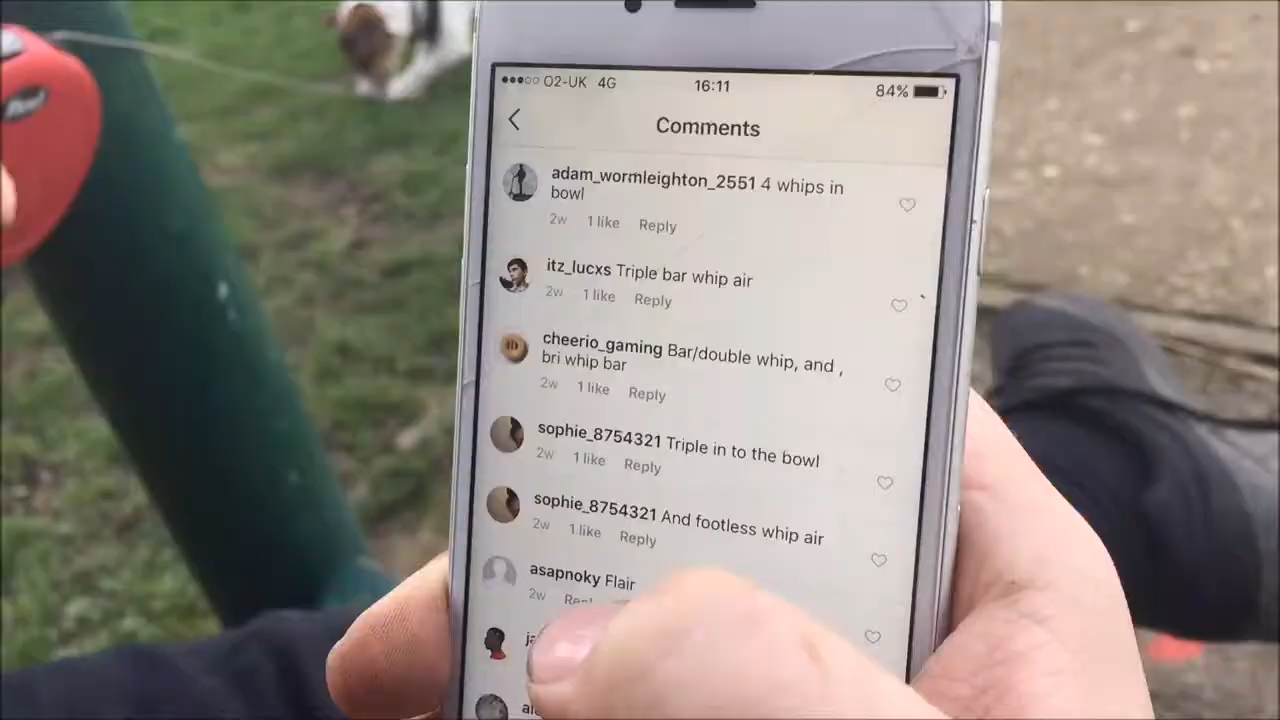 O2-UK 4G 16:11 84%
Comments
adam_wormleighton_2551 4 whips in
bowl
2w 1 like Reply
itz_lucxs Triple bar whip air
2w 1 like Reply
cheerio_gaming Bar/double whip, and ,
bri whip bar
2w 1 like Reply
sophie_8754321 Triple in to the bowl
2w 1 like Reply
sophie_8754321 And footless whip air
2w 1 like Reply
asapnoky Flair
2w